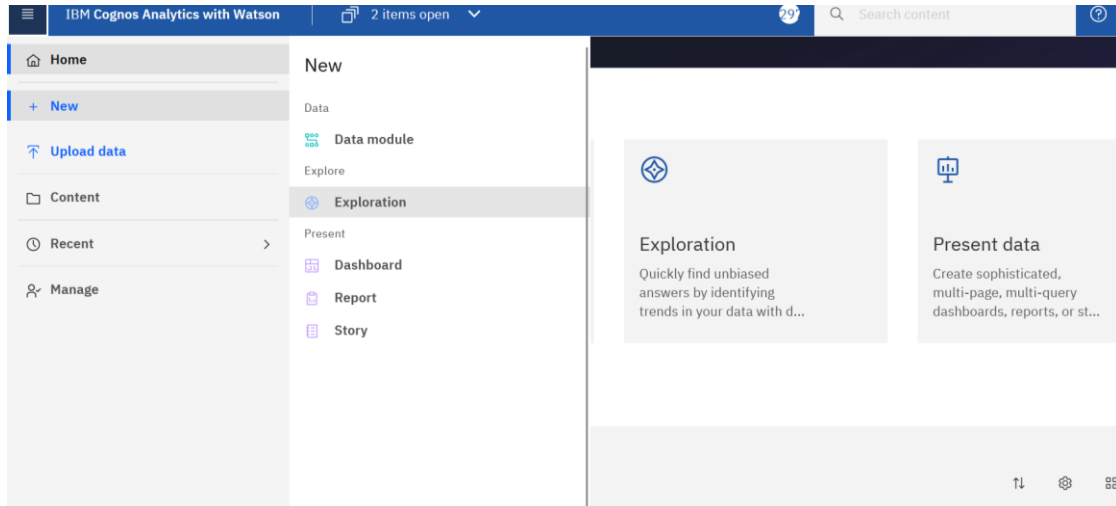 IBM Cognos Analytics with Watson
2 items open
297
Search content
Home
New
Upload data
Content
Recent
Manage
New
Data
Data module
Explore
Exploration
Present
Dashboard
Report
Story
Exploration
Quickly find unbiased
answers by identifying
trends in your data with d...
Present data
Create sophisticated,
multi-page, multi-query
dashboards, reports, or st...